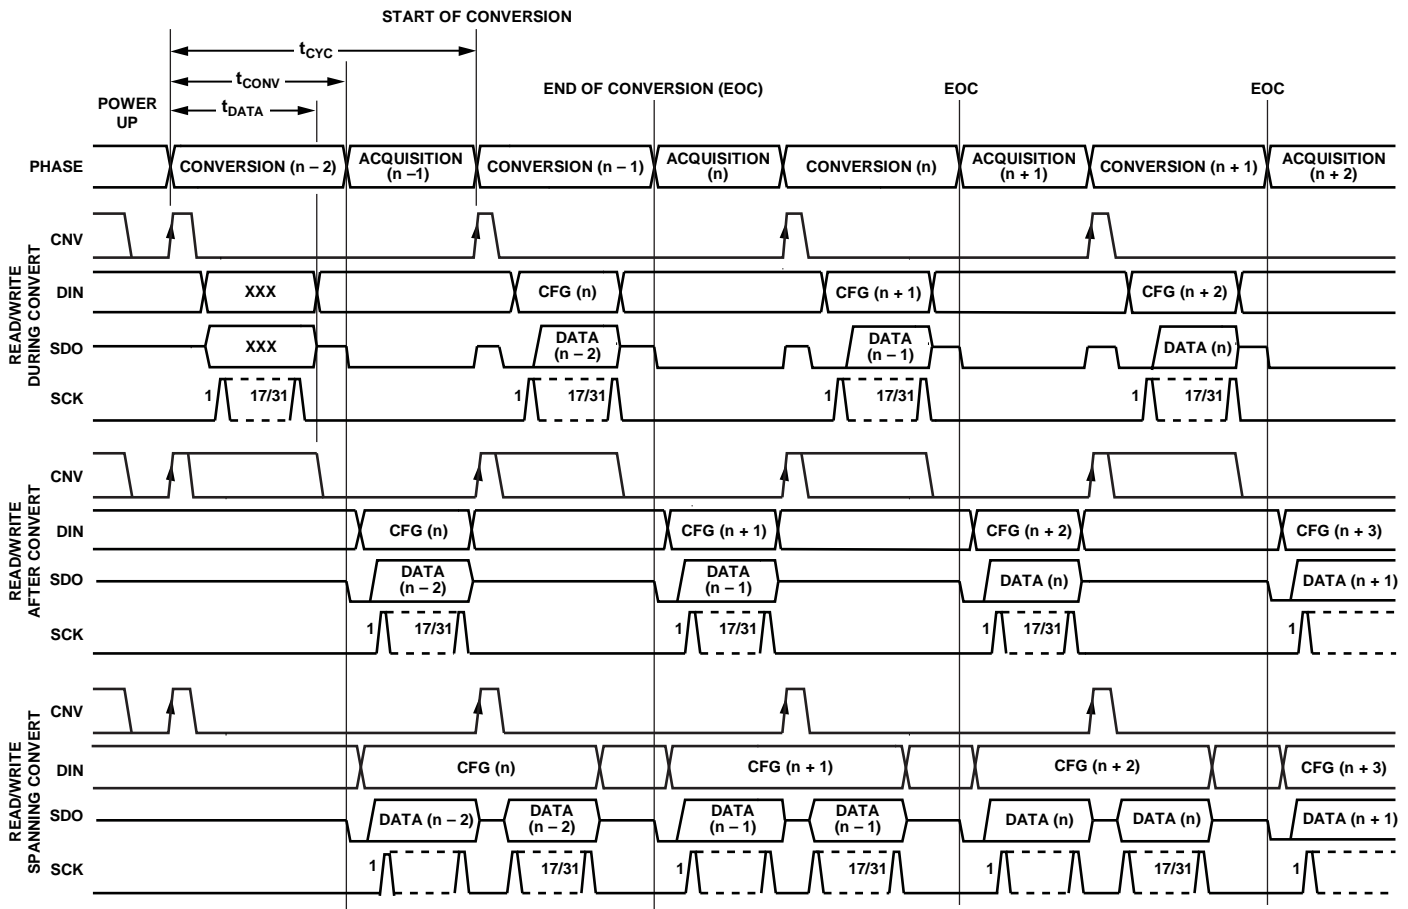 START OF CONVERSION
tCYC
tCONV
END OF CONVERSION (EOC) EOC EOC
POWER
UP
tDATA
PHASE
CONVERSION (n – 2)
ACQUISITION
(n –1)
CONVERSION (n – 1)
ACQUISITION
(n)
CONVERSION (n)
ACQUISITION
(n + 1)
CONVERSION (n + 1)
ACQUISITION
(n + 2)
READ/WRITE
DURING CONVERT
CNV
DIN
XXX
CFG (n)
CFG (n + 1)
CFG (n + 2)
SDO
XXX
DATA
(n – 2)
DATA
(n – 1)
DATA (n)
SCK
1 17/31 1 17/31 1 17/31 1 17/31
READ/WRITE
AFTER CONVERT
CNV
DIN
CFG (n)
CFG (n + 1)
CFG (n + 2)
CFG (n + 3)
SDO
DATA
(n – 2)
DATA
(n – 1)
DATA (n)
DATA (n + 1)
SCK
1 17/31 1 17/31 1 17/31 1
READ/WRITE
SPANNING CONVERT
CNV
DIN
CFG (n)
CFG (n + 1)
CFG (n + 2)
CFG (n + 3)
SDO
DATA (n – 2)
DATA
(n – 2)
DATA
(n – 1)
DATA
(n – 1)
DATA (n)
DATA (n)
DATA (n + 1)
SCK
1 17/31 1 17/31 1 17/31 1